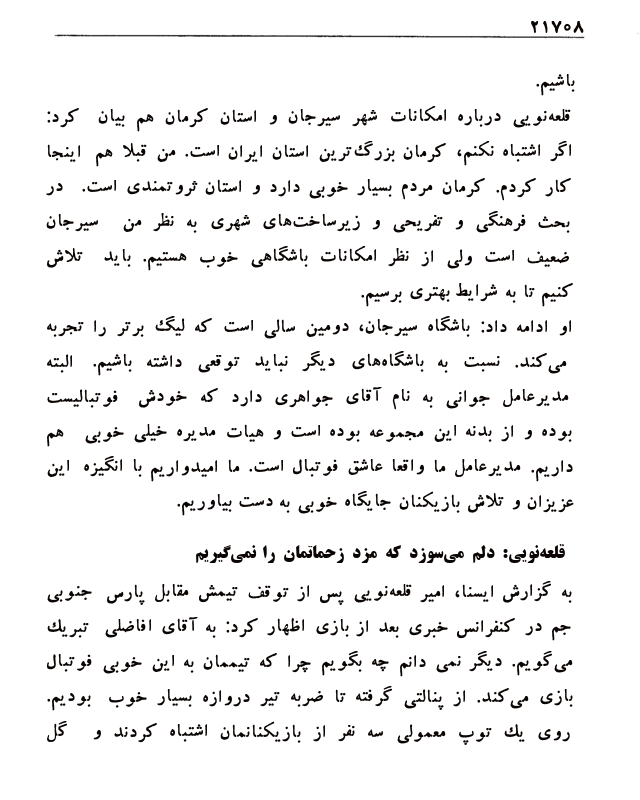 ۲۱۷۰۸
باشیم.
قلعه‌نویی درباره امکانات شهر سیرجان و استان کرمان هم بیان کرد:
اگر اشتباه نکنم، کرمان بزرگ‌ترین استان ایران است. من قبلا هم اینجا
کار کردم. کرمان مردم بسیار خوبی دارد و استان ثروتمندی است. در
بحث فرهنگی و تفریحی و زیرساخت‌های شهری به نظر من سیرجان
ضعیف است ولی از نظر امکانات باشگاهی خوب هستیم. باید تلاش
کنیم تا به شرایط بهتری برسیم.
او ادامه داد: باشگاه سیرجان، دومین سالی است که لیگ برتر را تجربه
می‌کند. نسبت به باشگاه‌های دیگر نباید توقعی داشته باشیم. البته
مدیرعامل جوانی به نام آقای جواهری دارد که خودش فوتبالیست
بوده و از بدنه این مجموعه بوده است و هیات مدیره خیلی خوبی هم
داریم. مدیرعامل ما واقعا عاشق فوتبال است. ما امیدواریم با انگیزه این
عزیزان و تلاش بازیکنان جایگاه خوبی به دست بیاوریم.
قلعه‌نویی: دلم می‌سوزد که مزد زحماتمان را نمی‌گیریم
به گزارش ایسنا، امیر قلعه‌نویی پس از توقف تیمش مقابل پارس جنوبی
جم در کنفرانس خبری بعد از بازی اظهار کرد: به آقای افاضلی تبریک
می‌گویم. دیگر نمی دانم چه بگویم چرا که تیممان به این خوبی فوتبال
بازی می‌کند. از پنالتی گرفته تا ضربه تیر دروازه بسیار خوب بودیم.
روی یك توپ معمولی سه نفر از بازیکنانمان اشتباه کردند و گل